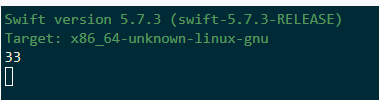 Swift version 5.7.3 (swift-5.7.3-RELEASE)
Target: x86_64-unknown-linux-gnu
33